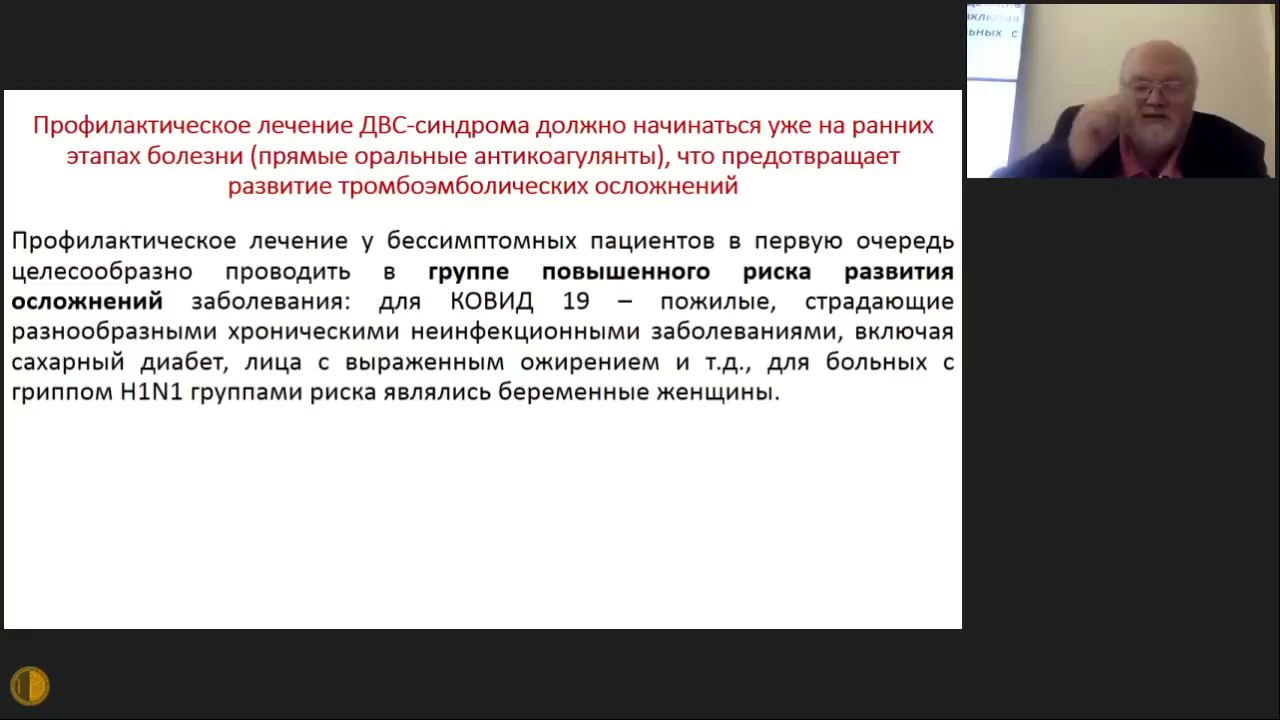 Профилактическое лечение ДВС-синдрома должно начинаться уже на ранних
этапах болезни (прямые оральные антикоагулянты), что предотвращает
развитие тромбоэмболических осложнений
Профилактическое лечение у бессимптомных пациентов в первую очередь
целесообразно проводить в группе повышенного риска развития
осложнений заболевания: для КОВИД 19 – пожилые, страдающие
разнообразными хроническими неинфекционными заболеваниями, включая
сахарный диабет, лица с выраженным ожирением и т.д., для больных с
гриппом H1N1 группами риска являлись беременные женщины.